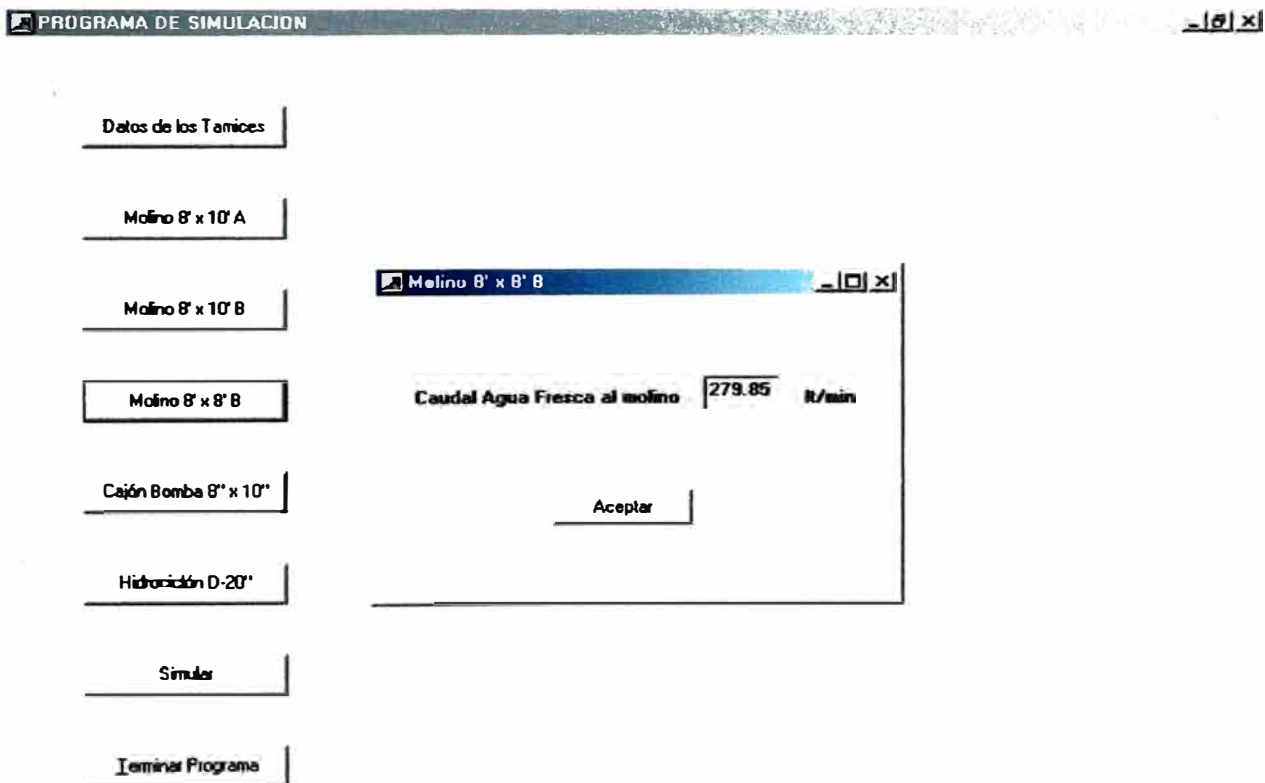 PROGRAMA DE SIMULACION
Datos de los Tamices
Molino 8' x 10' A
Molino 8' x 10' B
Molino 8' x 8' B
Cajón Bomba 8'' x 10''
Hidrociclón D-20''
Simular
Terminar Programa
Molino 8' x 8' B
Caudal Agua Fresca al molino 279.85 lt/min
Aceptar